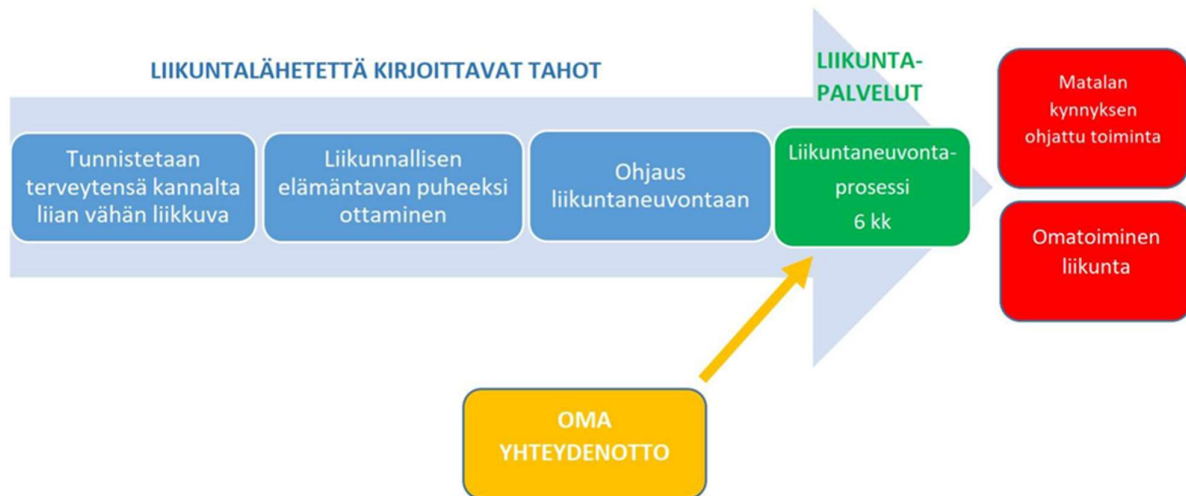 LIIKUNTALÄHETETTÄ KIRJOITTAVAT TAHOT
LIIKUNTA-
PALVELUT
Tunnistetaan
terveytensä kannalta
liian vähän liikkuva
Liikunnallisen
elämäntavan puheeksi
ottaminen
Ohjaus
liikuntaneuvontaan
Liikuntaneuvonta-
prosessi
6 kk
Matalan
kynnyksen
ohjattu toiminta
Omatoiminen
liikunta
OMA
YHTEYDENOTTO